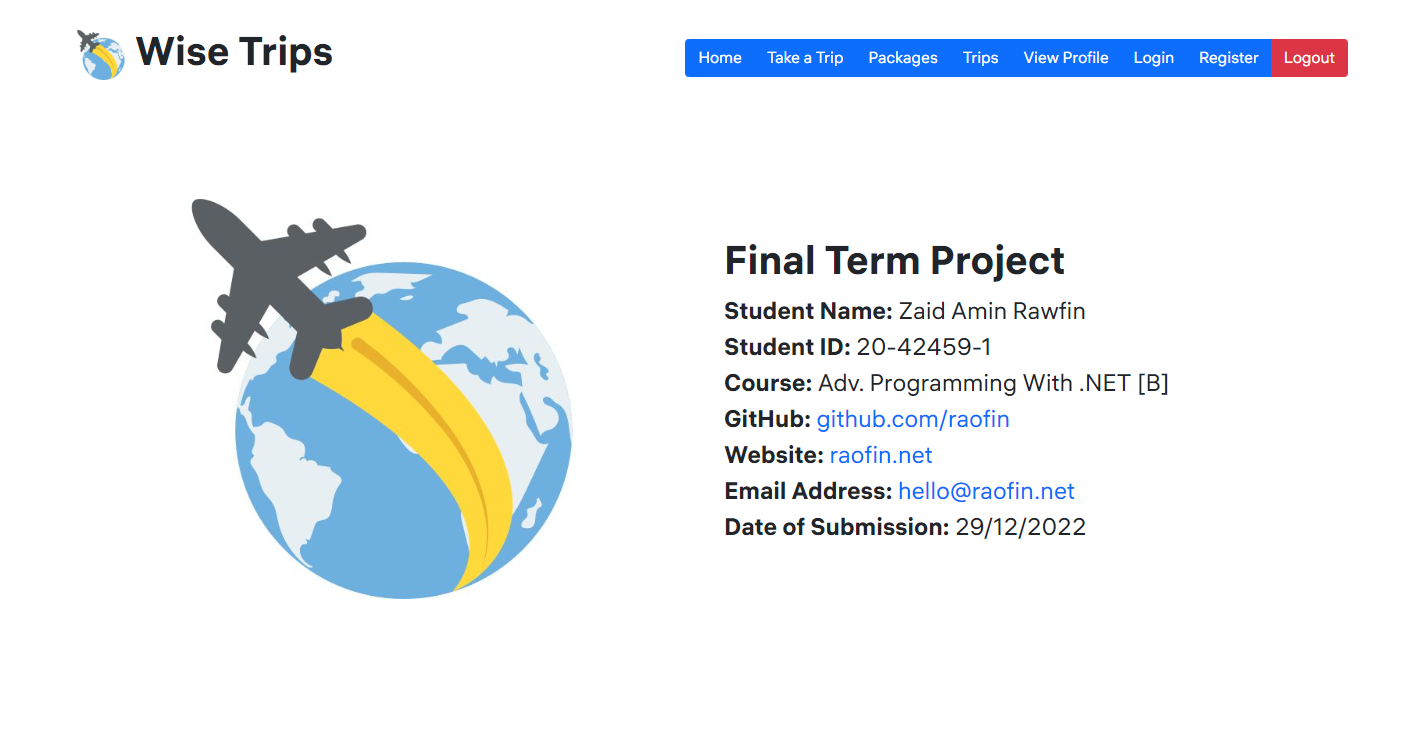 Wise Trips
Home Take a Trip Packages Trips View Profile Login Register Logout
Final Term Project
Student Name: Zaid Amin Rawfin
Student ID: 20-42459-1
Course: Adv. Programming With .NET [B]
GitHub: github.com/raofin
Website: raofin.net
Email Address: hello@raofin.net
Date of Submission: 29/12/2022